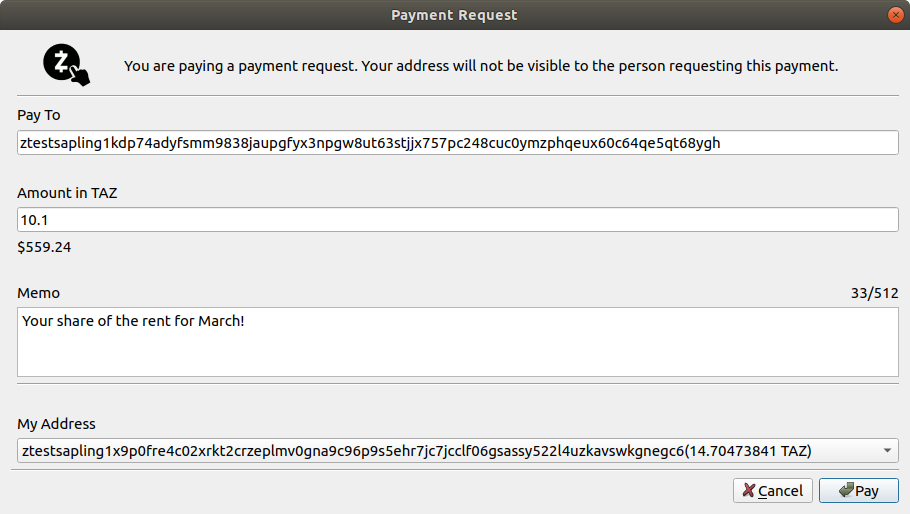 Payment Request
You are paying a payment request. Your address will not be visible to the person requesting this payment.
Pay To
ztestsapling1kdp74adyfsmm9838jaupgfyx3npgw8ut63stjjx757pc248cuc0ymzphqeux60c64qe5qt68ygh
Amount in TAZ
10.1
$559.24
Memo 33/512
Your share of the rent for March!
My Address
ztestsapling1x9p0fre4c02xrkt2crzeplmv0gna9c96p9s5ehr7jc7jcclf06gsassy522l4uzkavswkgnegc6(14.70473841 TAZ)
Cancel Pay